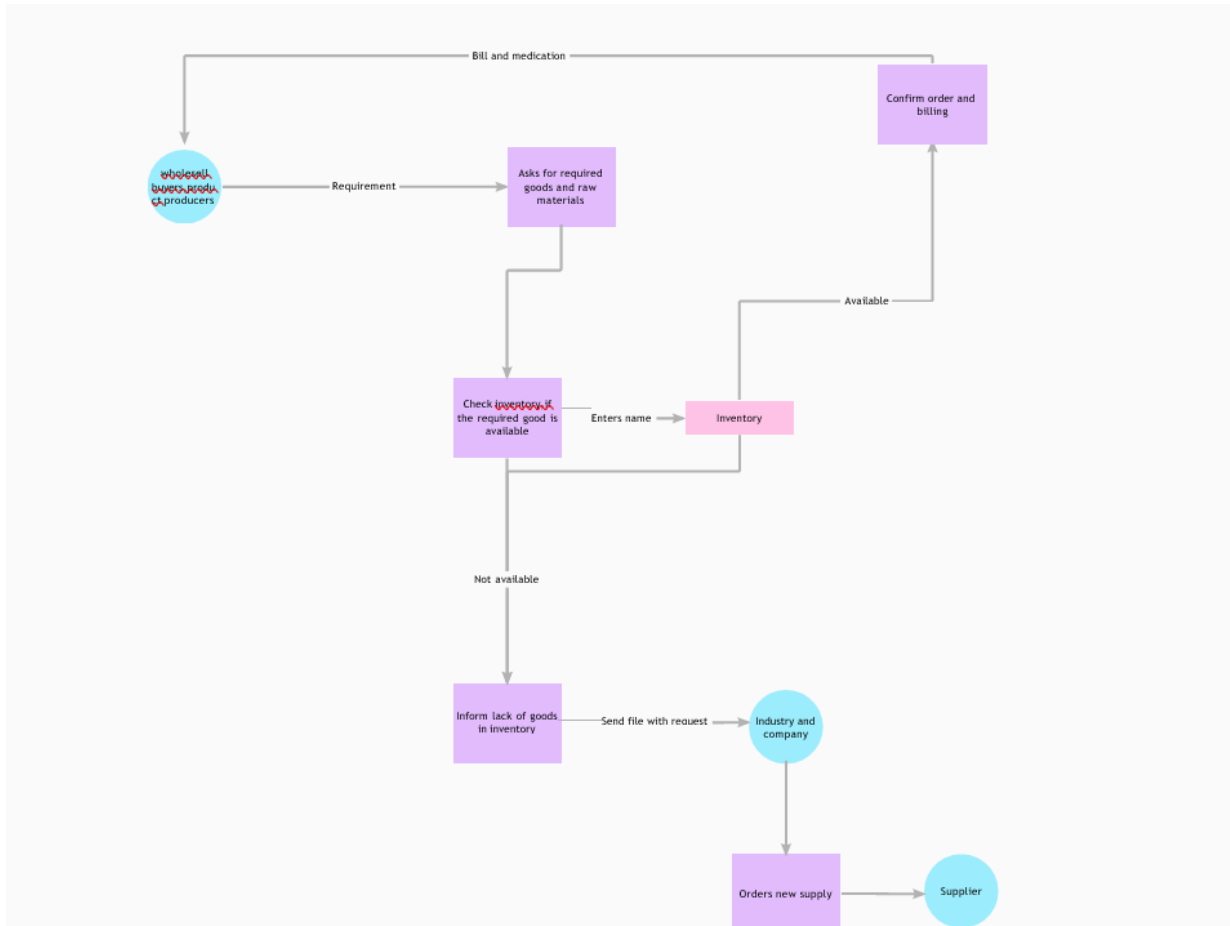 Bill and medication
Confirm order and
billing
wholesell
buyers,produ
ct producers
Requirement
Asks for required
goods and raw
materials
Available
Check inventory,if
the required good is
available
Enters name
Inventory
Not available
Inform lack of goods
in inventory
Send file with request
Industry and
company
Orders new supply
Supplier